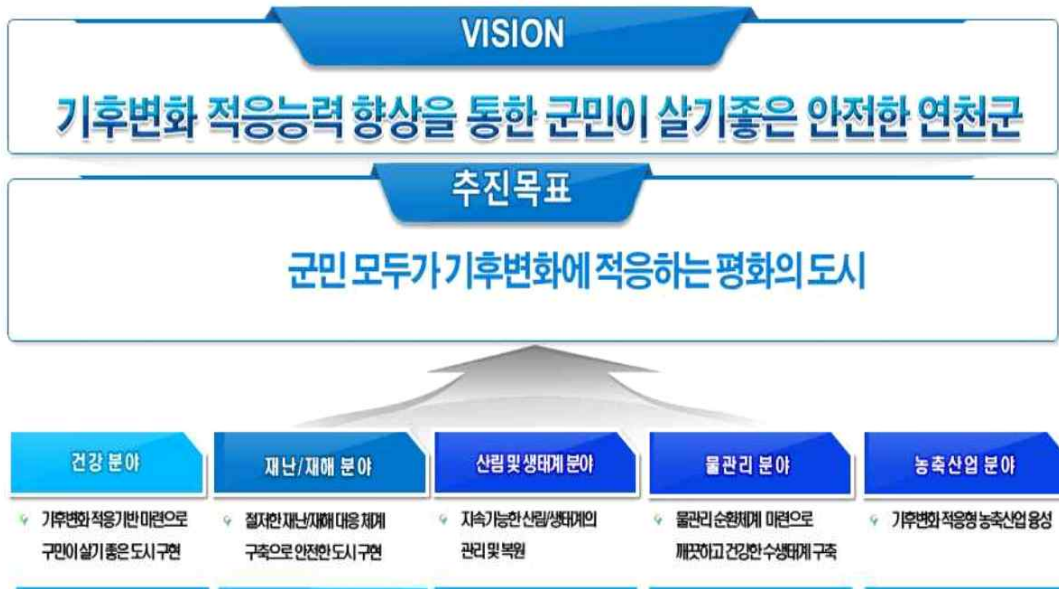 VISION
기후변화 적응능력 향상을 통한 군민이 살기좋은 안전한 연천군
추진목표
군민 모두가 기후변화에 적응하는 평화의 도시
건강 분야
재난/재해 분야
산림 및 생태계 분야
물관리 분야
농축산업 분야
기후변화 적응기반 마련으로
구민이 살기 좋은 도시 구현
철저한 재난/재해 대응 체계
구축으로 안전한 도시 구현
지속가능한 산림/생태계의
관리 및 복원
물관리 순환체계 마련으로
깨끗하고 건강한 수생태계 구축
기후변화 적응형 농축산업 육성